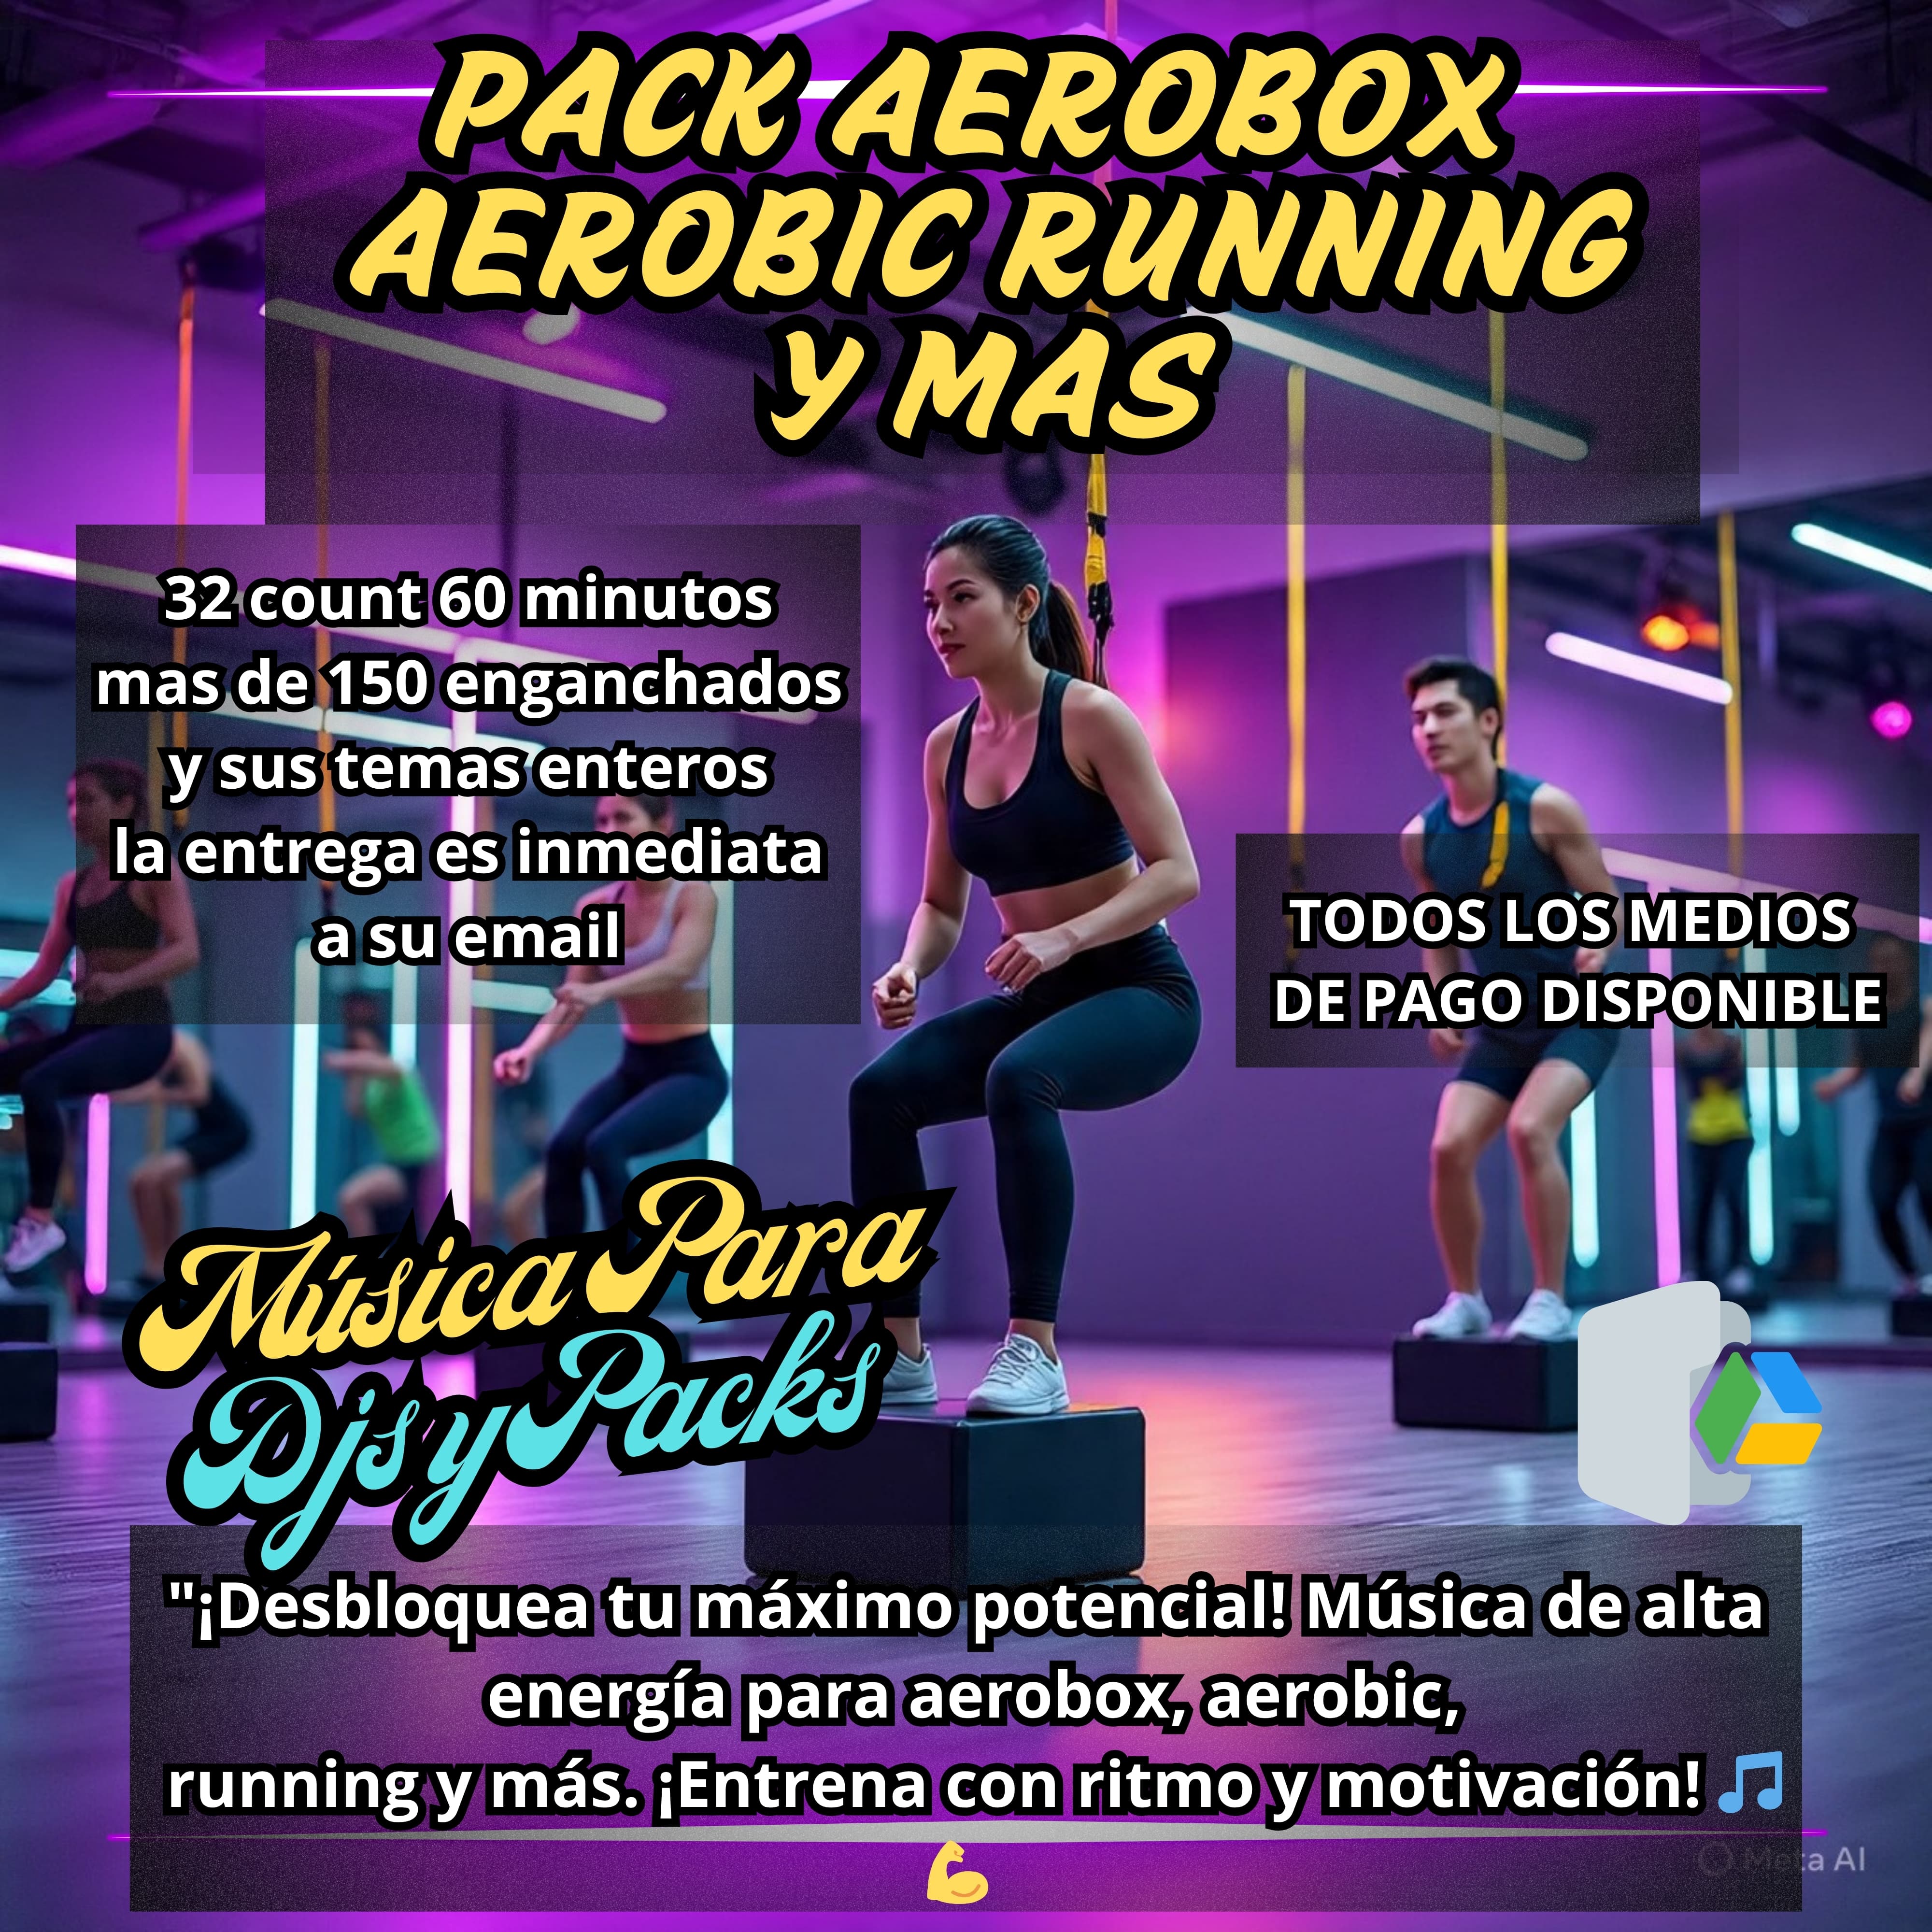 PACK AEROBOX
AEROBIC RUNNING
Y MAS
32 count 60 minutos
mas de 150 enganchados
y sus temas enteros
la entrega es inmediata
a su email
TODOS LOS MEDIOS
DE PAGO DISPONIBLE
Música Para
Djs y Packs
"¡Desbloquea tu máximo potencial! Música de alta
energía para aerobox, aerobic,
running y más. ¡Entrena con ritmo y motivación! 🎵
💪
Meta AI